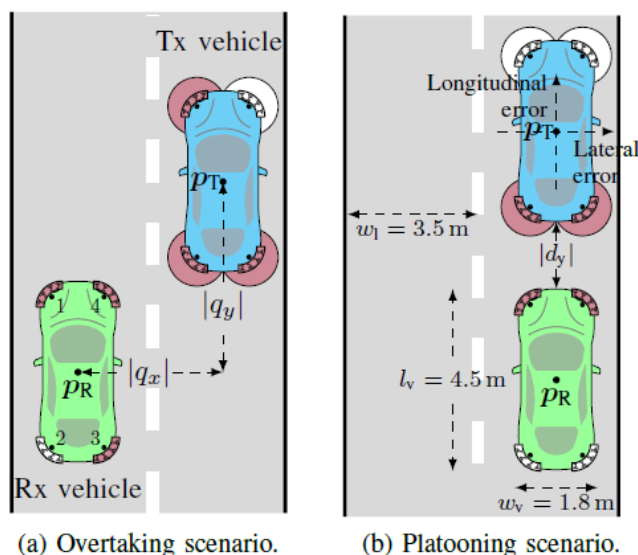 Tx vehicle
p_T
|q_y|
1 4
|q_x|
p_R
2 3
Rx vehicle
(a) Overtaking scenario.
Longitudinal
error
p_T
Lateral
error
w_l = 3.5 m
|d_y|
l_v = 4.5 m
p_R
w_v = 1.8 m
(b) Platooning scenario.